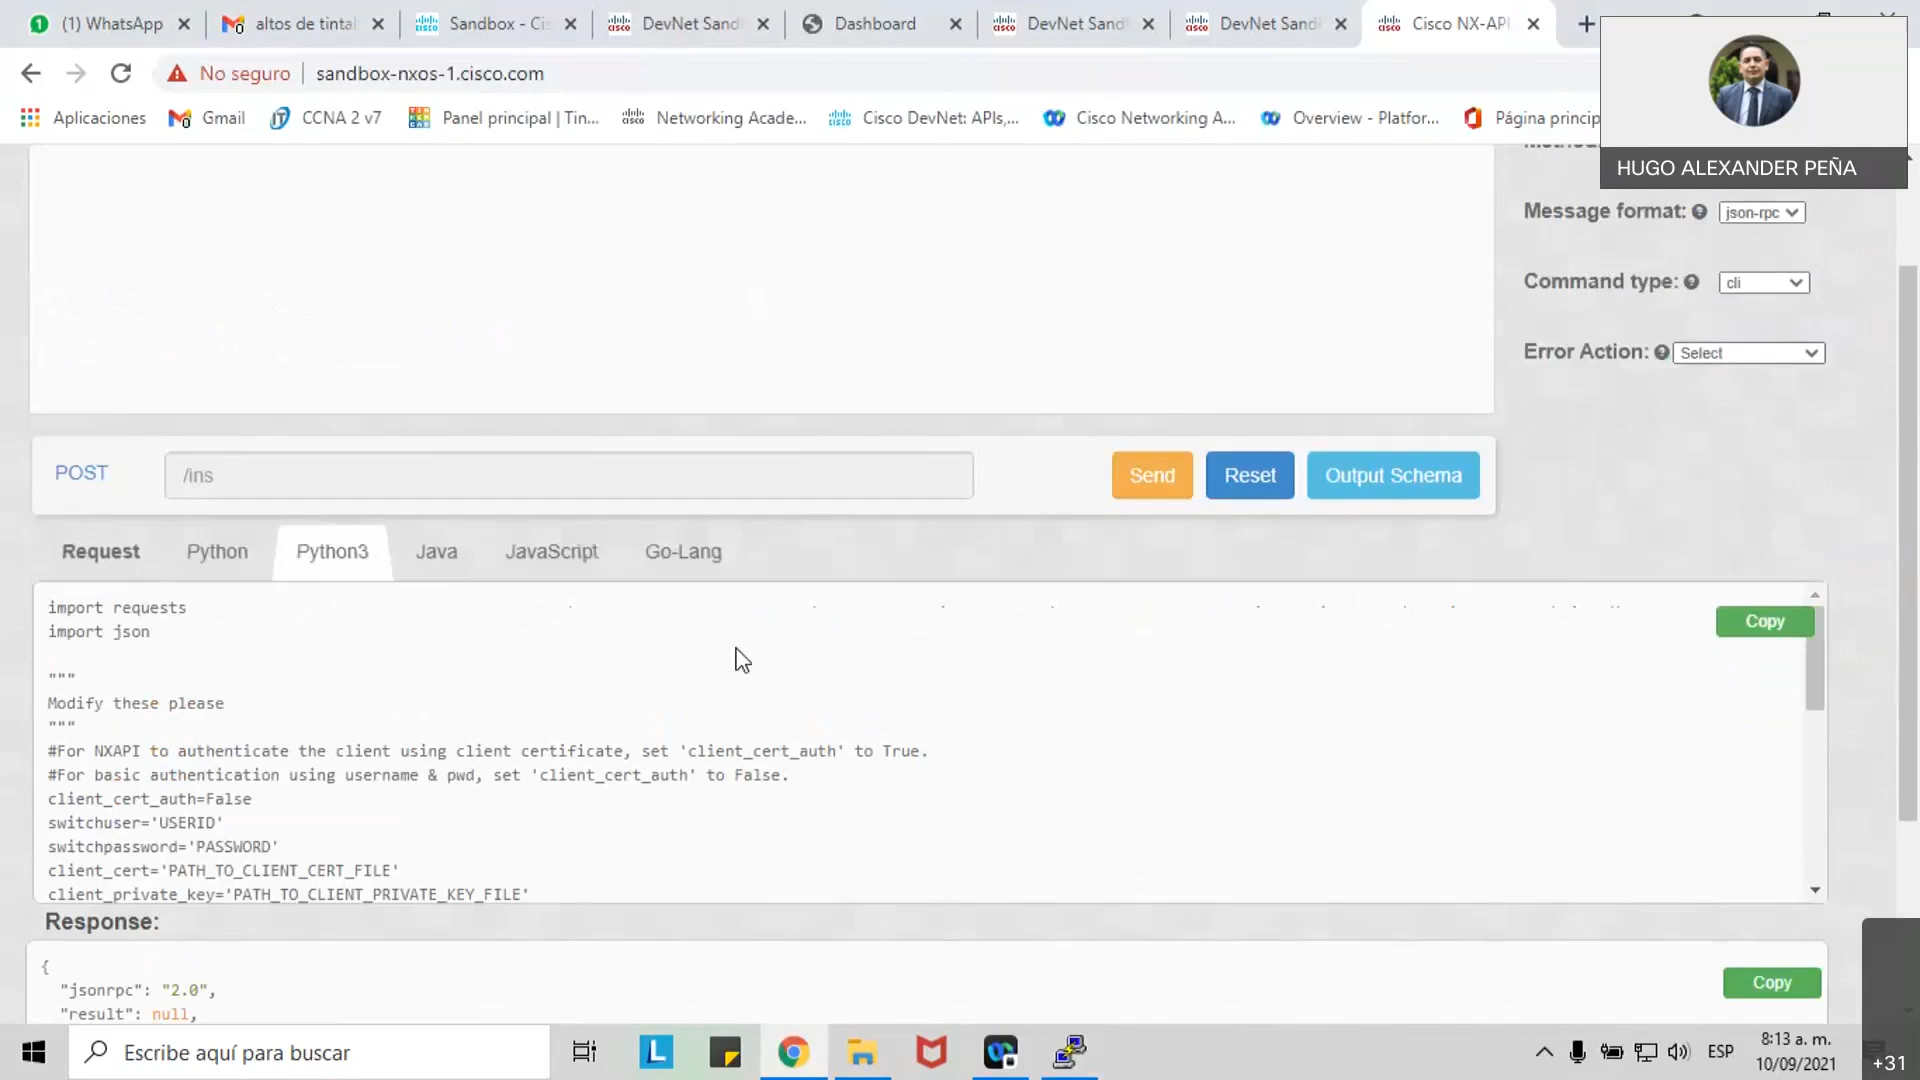 (1) WhatsApp
altos de tintal
Sandbox - Cis
DevNet Sand
Dashboard
DevNet Sand
DevNet Sand
Cisco NX-API
No seguro
sandbox-nxos-1.cisco.com
Aplicaciones
Gmail
CCNA 2 v7
Panel principal | Tin...
Networking Acade...
Cisco DevNet: APIs,...
Cisco Networking A...
Overview - Platfor...
Página princip
HUGO ALEXANDER PEÑA
Message format:
json-rpc
Command type:
cli
Error Action:
Select
POST
/ins
Send
Reset
Output Schema
Request
Python
Python3
Java
JavaScript
Go-Lang
import requests
import json
Copy
"""
Modify these please
"""
#For NXAPI to authenticate the client using client certificate, set 'client_cert_auth' to True.
#For basic authentication using username & pwd, set 'client_cert_auth' to False.
client_cert_auth=False
switchuser='USERID'
switchpassword='PASSWORD'
client_cert='PATH_TO_CLIENT_CERT_FILE'
client_private_key='PATH_TO_CLIENT_PRIVATE_KEY_FILE'
Response:
{
"jsonrpc": "2.0",
"result": null,
Copy
Escribe aquí para buscar
ESP
8:13 a. m.
10/09/2021
+31